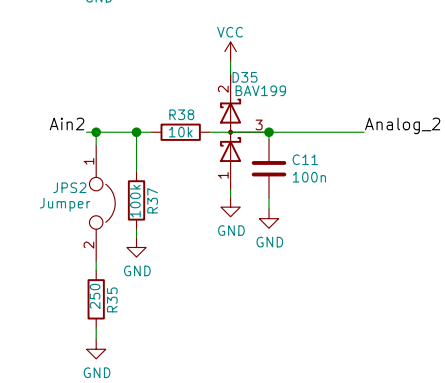 GND
VCC
D35
BAV199
2
Ain2
R38
10k
3
Analog_2
1
1
C11
100n
JPS2
Jumper
100k
R37
2
GND
GND
GND
250
R35
GND